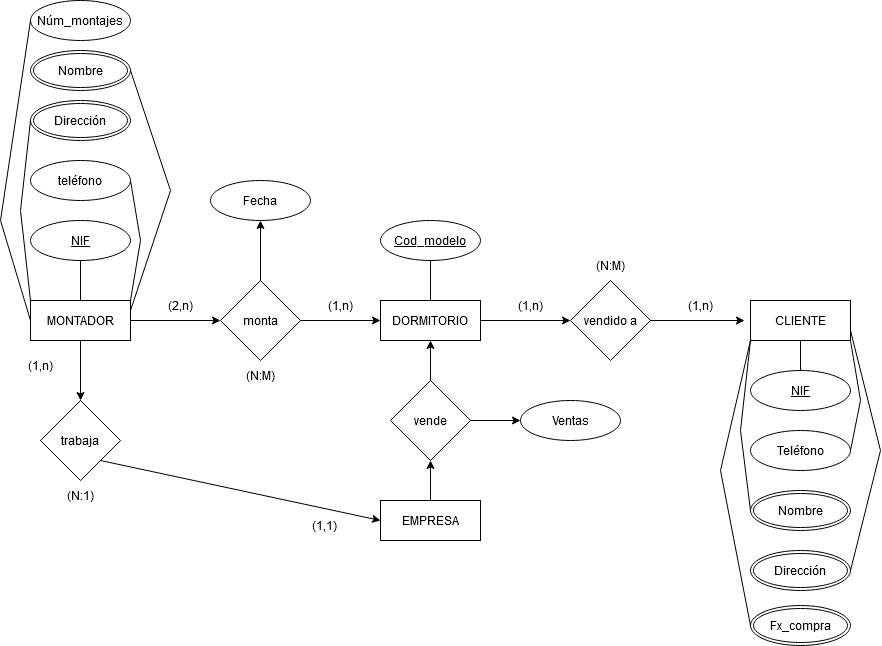 Núm_montajes
Nombre
Dirección
teléfono
NIF
Fecha
Cod_modelo
(N:M)
(2,n)
(1,n)
(1,n)
(1,n)
MONTADOR
monta
DORMITORIO
vendido a
CLIENTE
(1,n)
(N:M)
NIF
trabaja
vende
Ventas
Teléfono
(N:1)
(1,1)
EMPRESA
Nombre
Dirección
Fx_compra